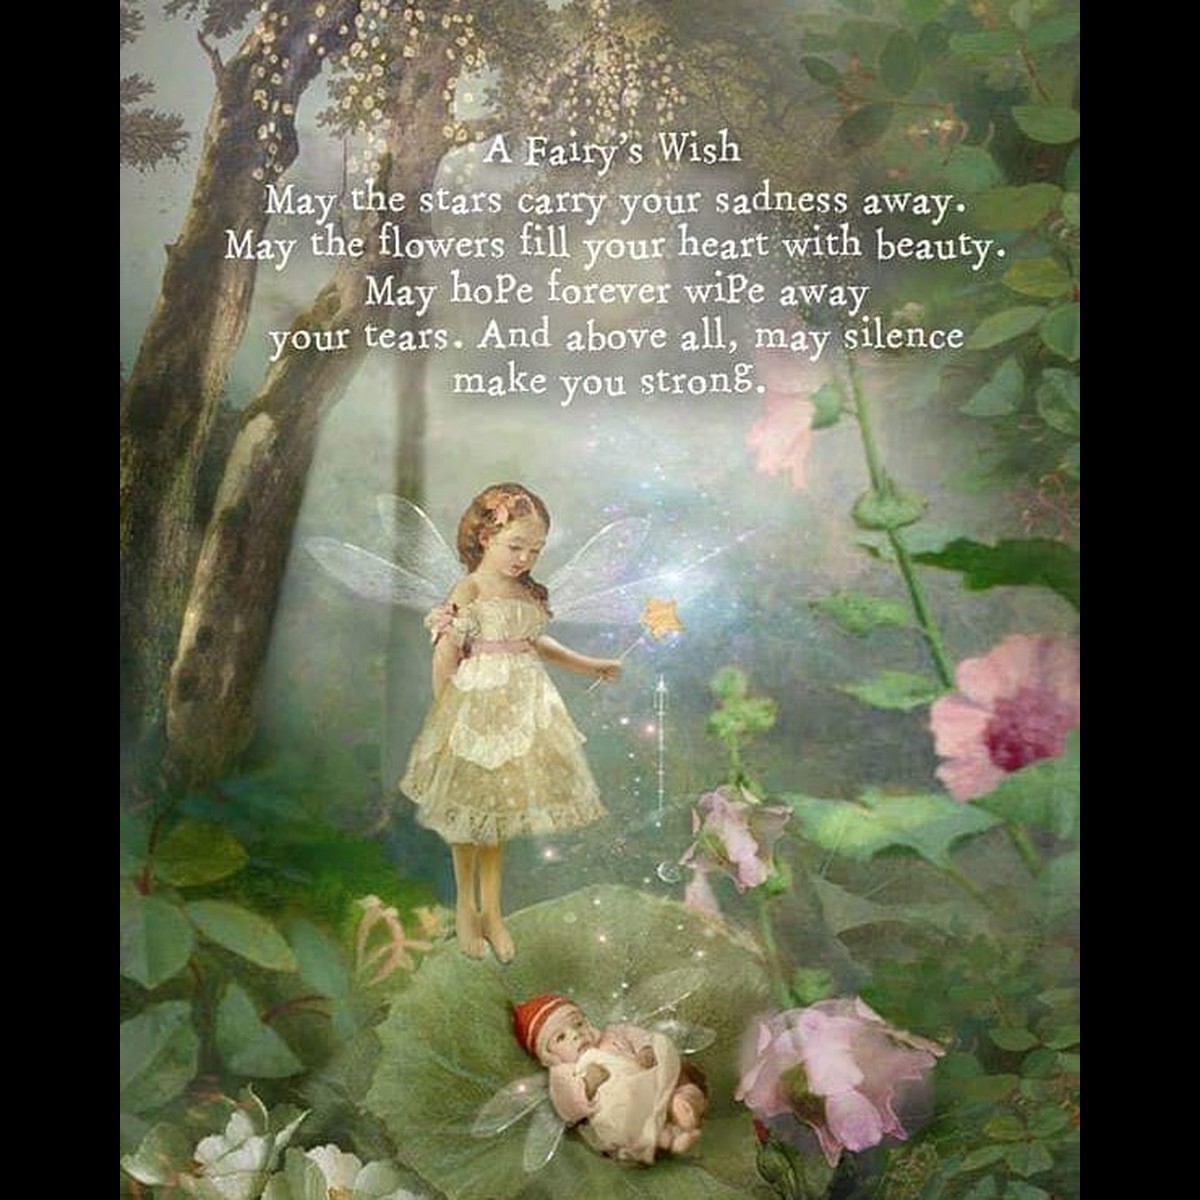 A Fairy's Wish
May the stars carry your sadness away.
May the flowers fill your heart with beauty.
May hoPe forever wiPe away
your tears. And above all, may silence
make you strong.